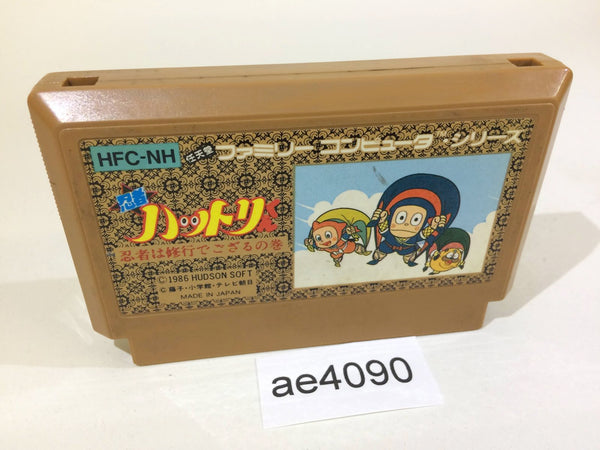 HFC-NH
任天堂 ファミリーコンピュータ™シリーズ
忍者ハットリくん
忍者は修行でござるの巻
©1986 HUDSON SOFT
©藤子・小学館・テレビ朝日
MADE IN JAPAN
ae4090